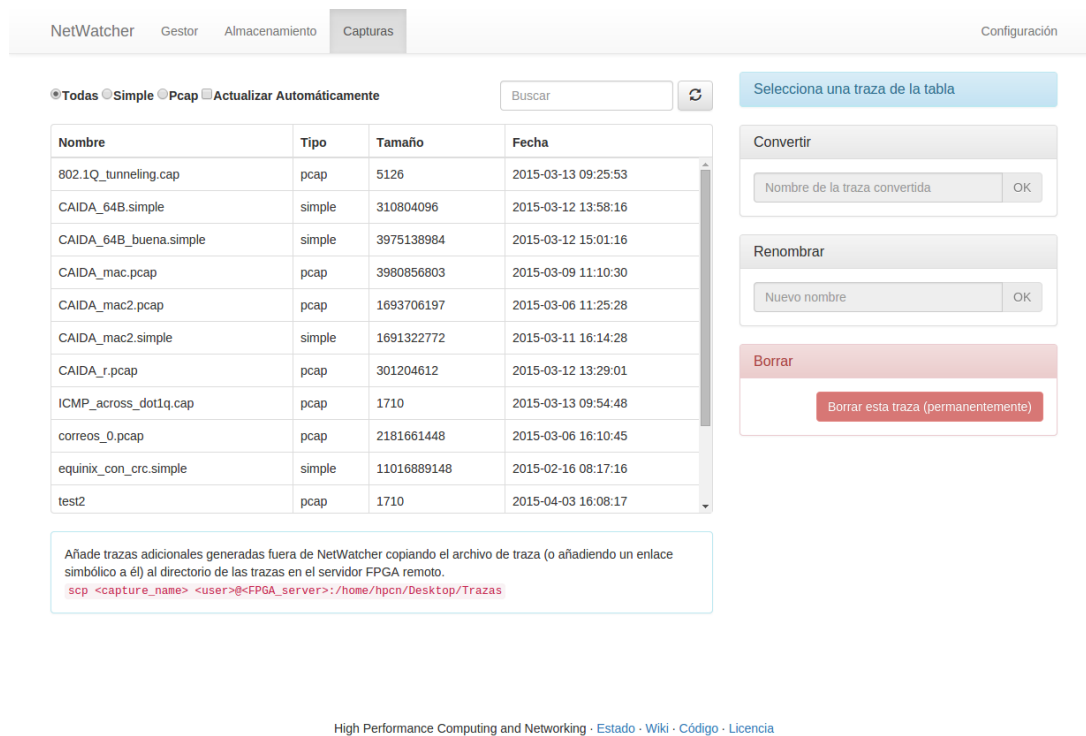 NetWatcher Gestor Almacenamiento Capturas Configuración
Todas Simple Pcap Actualizar Automáticamente Buscar
Nombre Tipo Tamaño Fecha
802.1Q_tunneling.cap pcap 5126 2015-03-13 09:25:53
CAIDA_64B.simple simple 310804096 2015-03-12 13:58:16
CAIDA_64B_buena.simple simple 3975138984 2015-03-12 15:01:16
CAIDA_mac.pcap pcap 3980856803 2015-03-09 11:10:30
CAIDA_mac2.pcap pcap 1693706197 2015-03-06 11:25:28
CAIDA_mac2.simple simple 1691322772 2015-03-11 16:14:28
CAIDA_r.pcap pcap 301204612 2015-03-12 13:29:01
ICMP_across_dot1q.cap pcap 1710 2015-03-13 09:54:48
correos_0.pcap pcap 2181661448 2015-03-06 16:10:45
equinix_con_crc.simple simple 11016889148 2015-02-16 08:17:16
test2 pcap 1710 2015-04-03 16:08:17
Añade trazas adicionales generadas fuera de NetWatcher copiando el archivo de traza (o añadiendo un enlace
simbólico a él) al directorio de las trazas en el servidor FPGA remoto.
scp <capture_name> <user>@<FPGA_server>:/home/hpcn/Desktop/Trazas
Selecciona una traza de la tabla
Convertir
Nombre de la traza convertida OK
Renombrar
Nuevo nombre OK
Borrar
Borrar esta traza (permanentemente)
High Performance Computing and Networking · Estado · Wiki · Código · Licencia